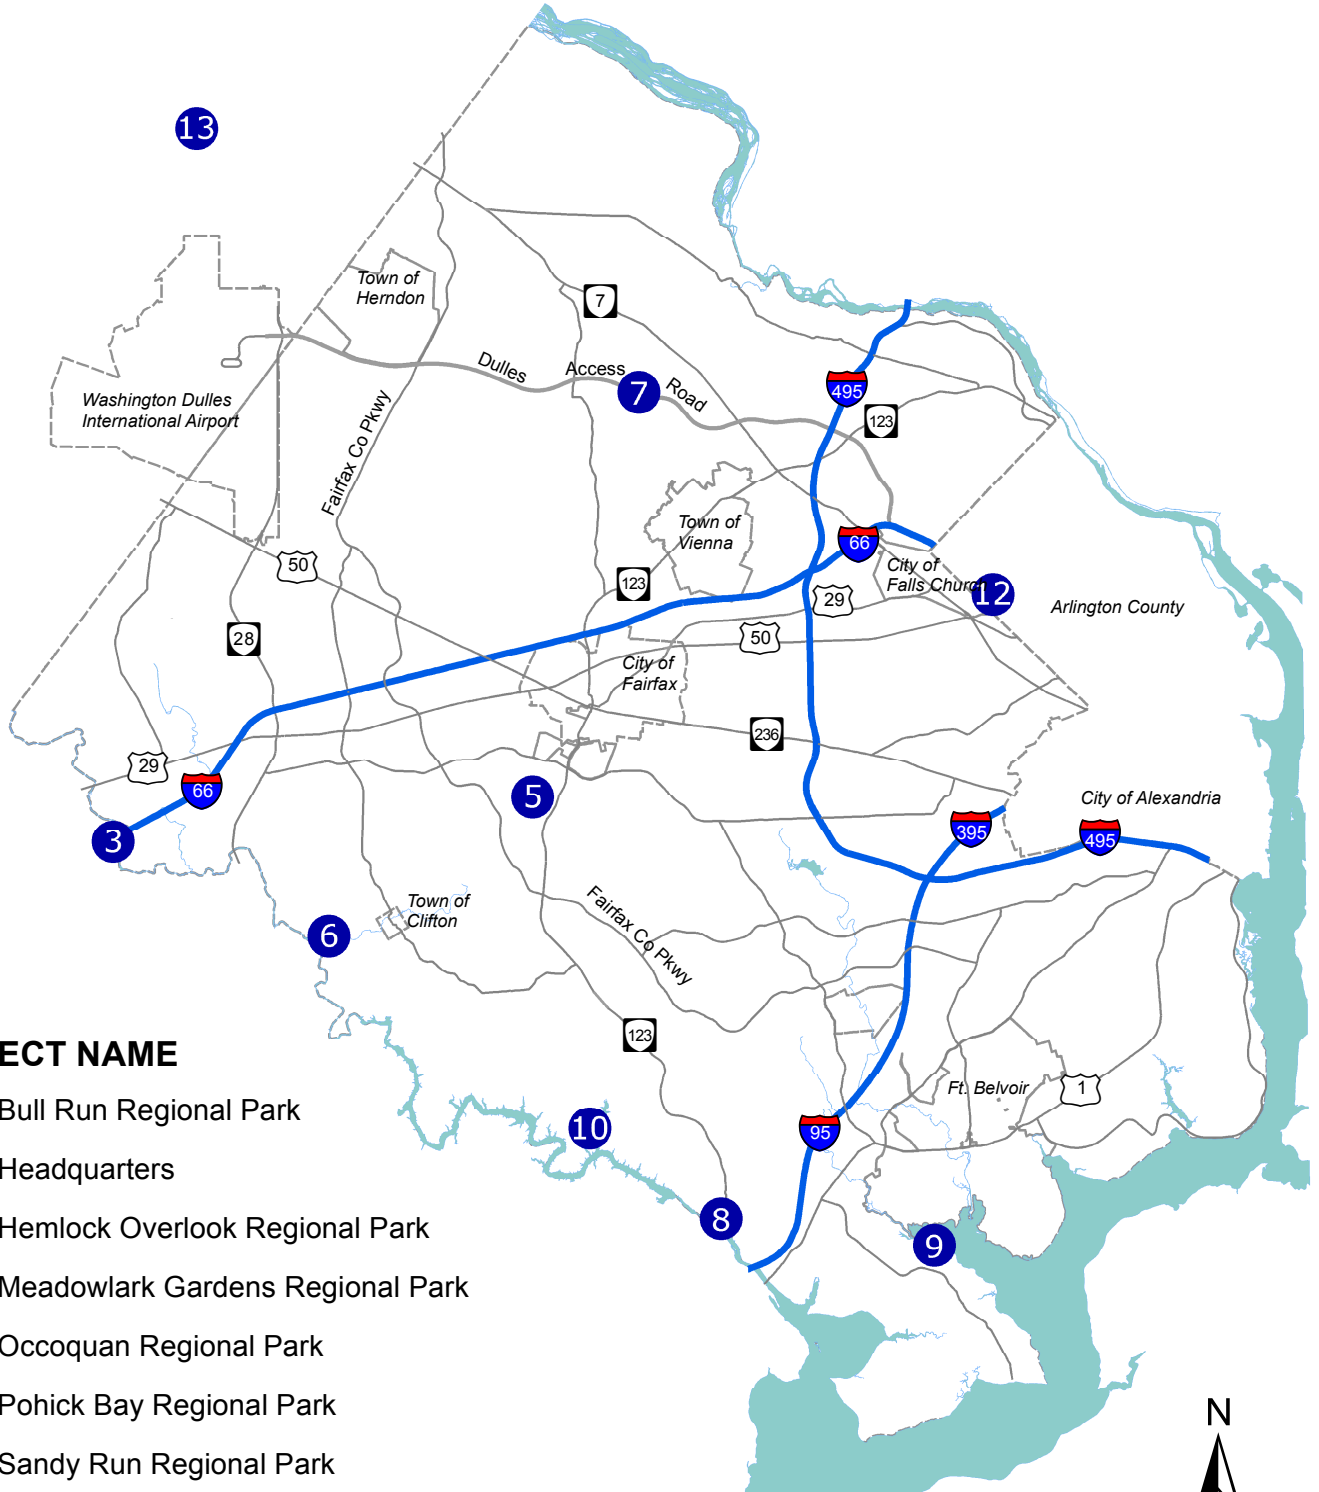 13
Town of
Herndon
7
Dulles
Access
7
Road
495
123
Washington Dulles
International Airport
Fairfax Co Pkwy
Town of
Vienna
66
50
123
City of
Falls Church
12
29
Arlington County
28
50
City of
Fairfax
236
29
66
5
City of Alexandria
3
395
495
Town of
Clifton
Fairfax Co Pkwy
6
123
ECT NAME
Ft. Belvoir
1
Bull Run Regional Park
10
95
Headquarters
8
Hemlock Overlook Regional Park
9
Meadowlark Gardens Regional Park
Occoquan Regional Park
Pohick Bay Regional Park
N
Sandy Run Regional Park